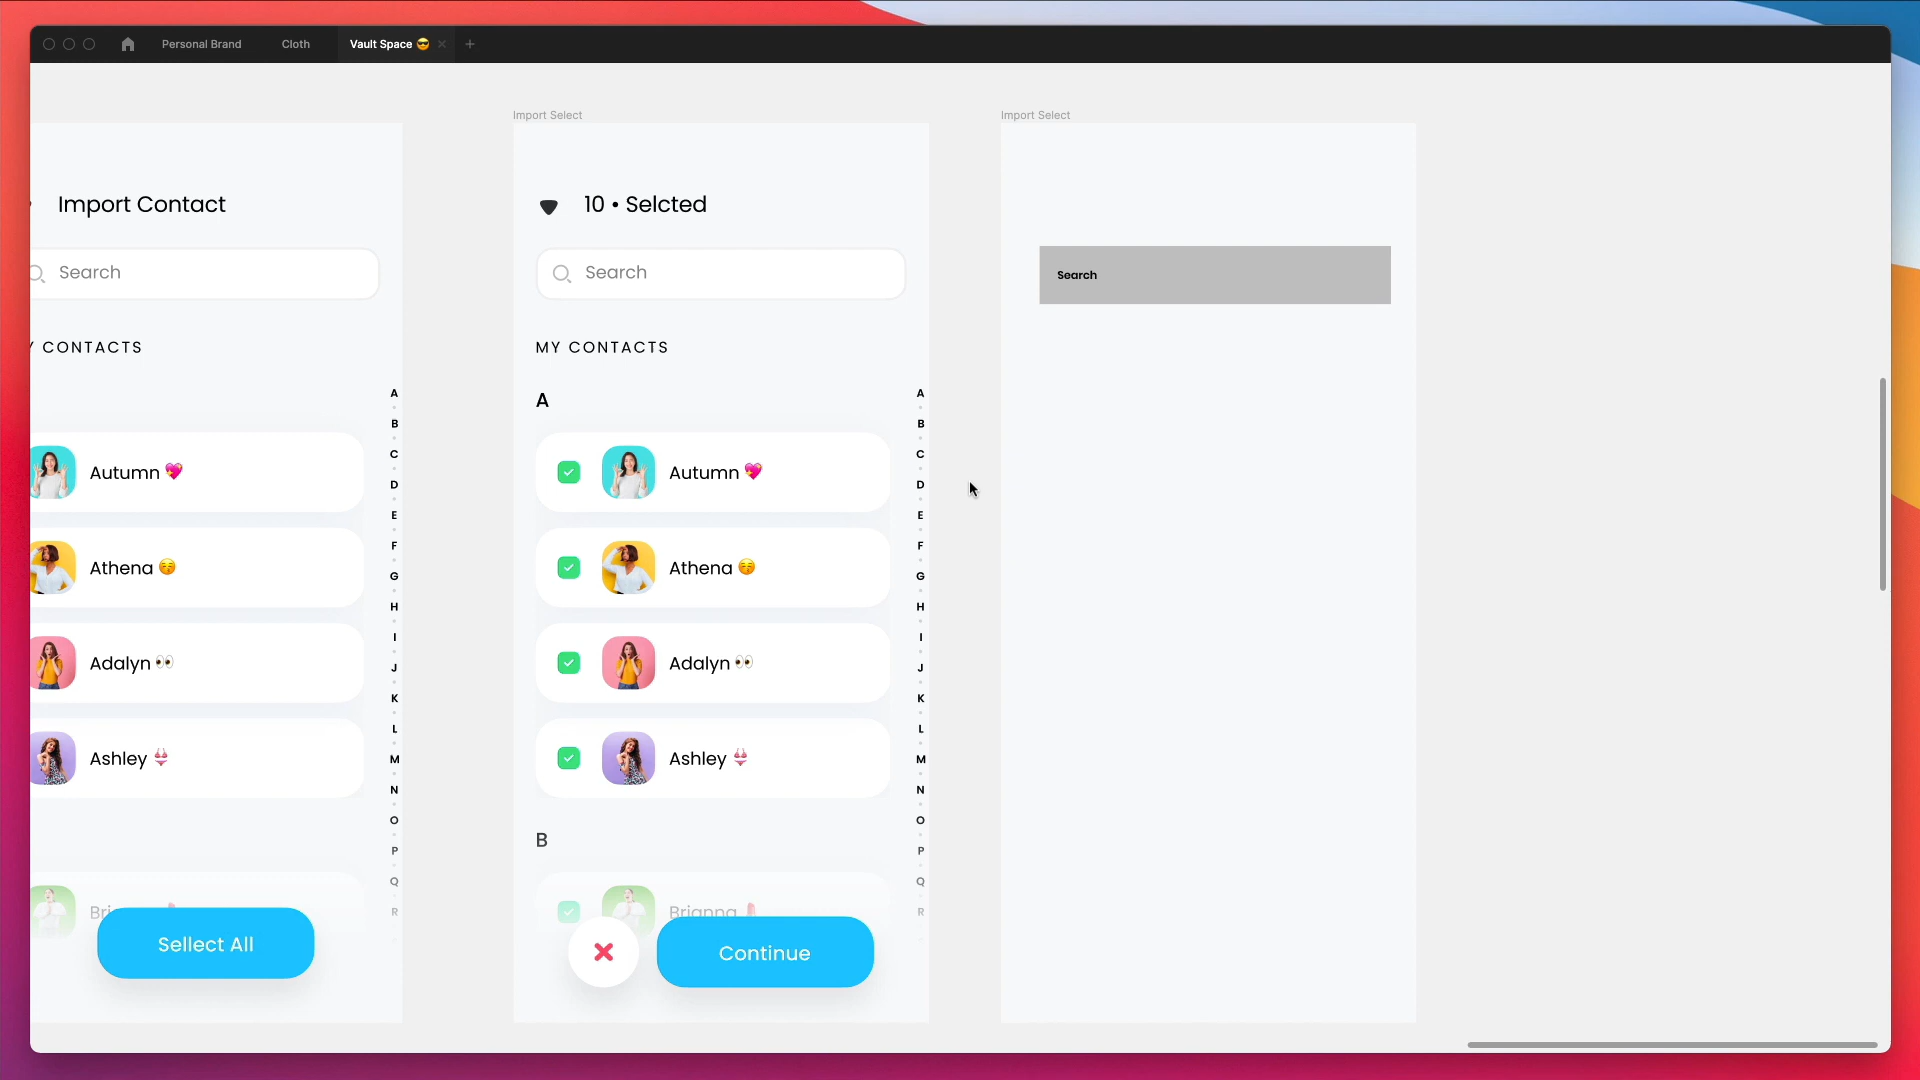 Personal Brand
Cloth
Vault Space 😎
Import Select
Import Contact
Search
CONTACTS
Autumn 💖
Athena 😚
Adalyn 👀
Ashley 👙
Bri
Sellect All
A
B
C
D
E
F
G
H
I
J
K
L
M
N
O
P
Q
R
10 • Selcted
Search
MY CONTACTS
A
Autumn 💖
Athena 😚
Adalyn 👀
Ashley 👙
B
Brianna
Continue
A
B
C
D
E
F
G
H
I
J
K
L
M
N
O
P
Q
R
Import Select
Search